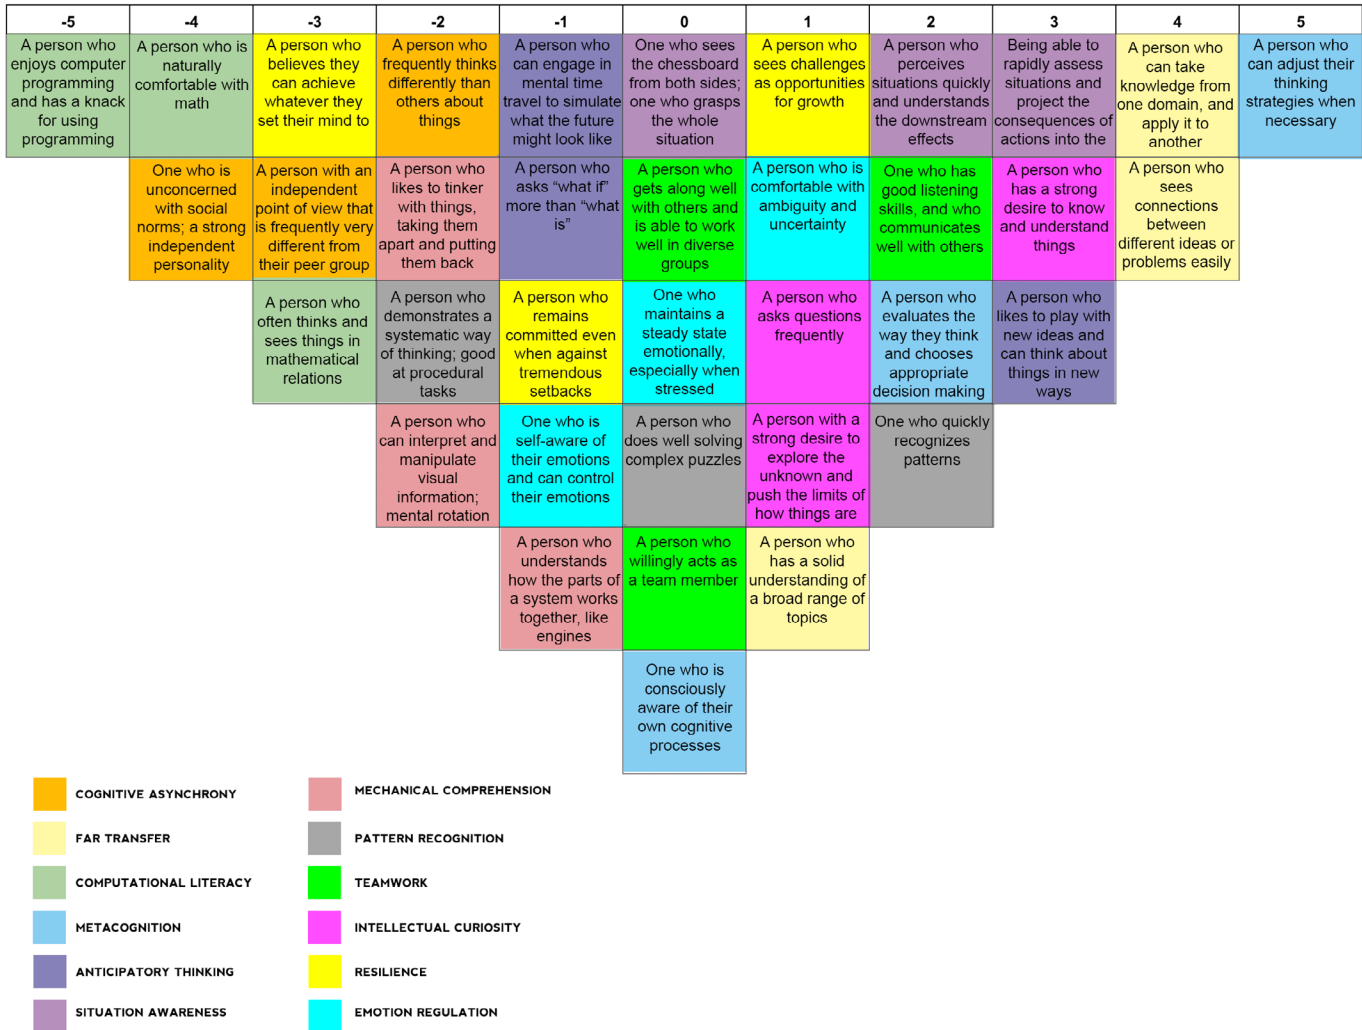 -5 -4 -3 -2 -1 0 1 2 3 4 5
A person who
enjoys computer
programming
and has a knack
for using
programming
A person who is
naturally
comfortable with
math
A person who
believes they
can achieve
whatever they
set their mind to
A person who
frequently thinks
differently than
others about
things
A person who
can engage in
mental time
travel to simulate
what the future
might look like
One who sees
the chessboard
from both sides;
one who grasps
the whole
situation
A person who
sees challenges
as opportunities
for growth
A person who
perceives
situations quickly
and understands
the downstream
effects
Being able to
rapidly assess
situations and
project the
consequences of
actions into the
A person who
can take
knowledge from
one domain, and
apply it to
another
A person who
can adjust their
thinking
strategies when
necessary
One who is
unconcerned
with social
norms; a strong
independent
personality
A person with an
independent
point of view that
is frequently very
different from
their peer group
A person who
likes to tinker
with things,
taking them
apart and putting
them back
A person who
asks “what if”
more than “what
is”
A person who
gets along well
with others and
is able to work
well in diverse
groups
A person who is
comfortable with
ambiguity and
uncertainty
One who has
good listening
skills, and who
communicates
well with others
A person who
has a strong
desire to know
and understand
things
A person who
sees
connections
between
different ideas or
problems easily
A person who
often thinks and
sees things in
mathematical
relations
A person who
demonstrates a
systematic way
of thinking; good
at procedural
tasks
A person who
remains
committed even
when against
tremendous
setbacks
One who
maintains a
steady state
emotionally,
especially when
stressed
A person who
asks questions
frequently
A person who
evaluates the
way they think
and chooses
appropriate
decision making
A person who
likes to play with
new ideas and
can think about
things in new
ways
A person who
can interpret and
manipulate
visual
information;
mental rotation
One who is
self-aware of
their emotions
and can control
their emotions
A person who
does well solving
complex puzzles
A person with a
strong desire to
explore the
unknown and
push the limits of
how things are
One who quickly
recognizes
patterns
A person who
understands
how the parts of
a system works
together, like
engines
A person who
willingly acts as
a team member
A person who
has a solid
understanding of
a broad range of
topics
One who is
consciously
aware of their
own cognitive
processes
COGNITIVE ASYNCHRONY
FAR TRANSFER
COMPUTATIONAL LITERACY
METACOGNITION
ANTICIPATORY THINKING
SITUATION AWARENESS
MECHANICAL COMPREHENSION
PATTERN RECOGNITION
TEAMWORK
INTELLECTUAL CURIOSITY
RESILIENCE
EMOTION REGULATION